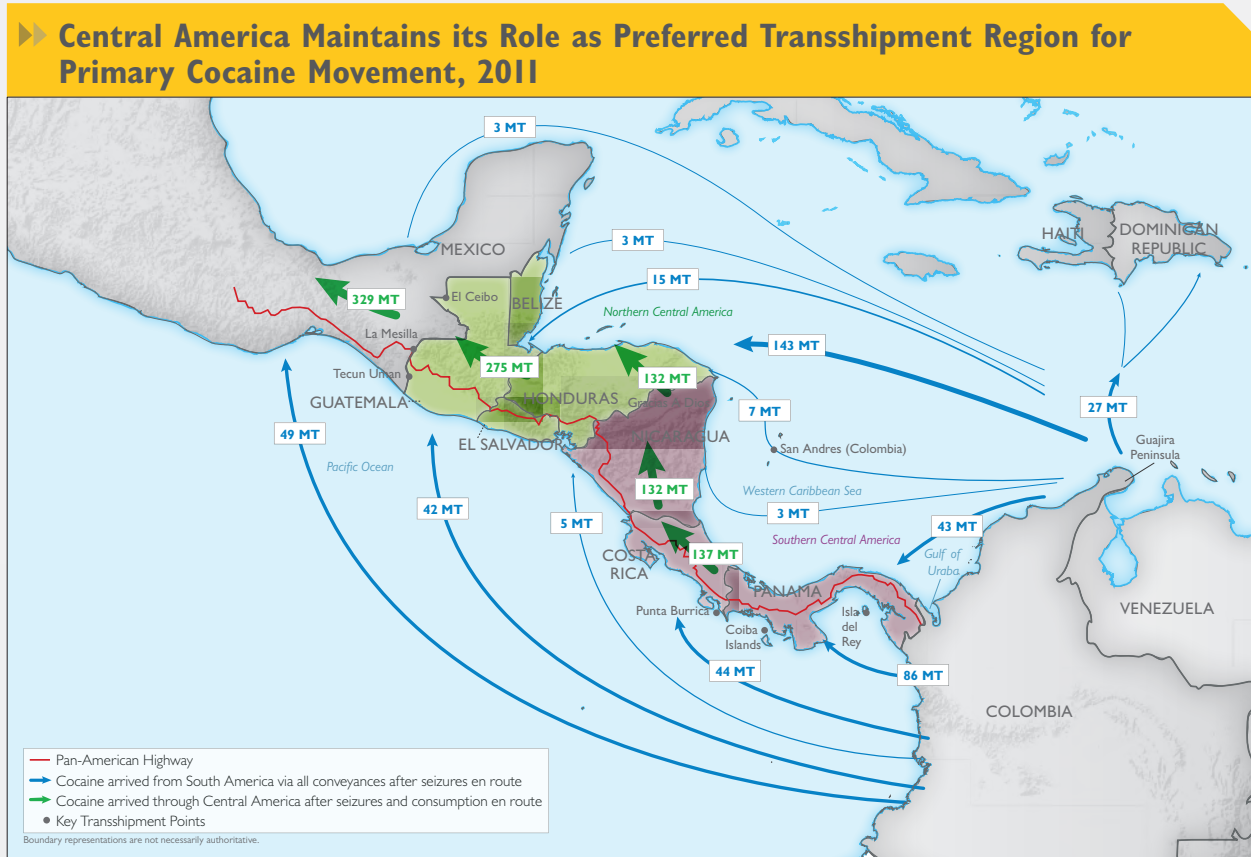 Central America Maintains its Role as Preferred Transshipment Region for
Primary Cocaine Movement, 2011
3 MT
HAITI
DOMINICAN
REPUBLIC
MEXICO
3 MT
15 MT
329 MT
El Ceibo
BELIZE
Northern Central America
La Mesilla
143 MT
275 MT
132 MT
Tecun Uman
GUATEMALA
HONDURAS
Gracias a Dios
7 MT
27 MT
49 MT
EL SALVADOR
NICARAGUA
San Andres (Colombia)
Guajira
Peninsula
Pacific Ocean
132 MT
Western Caribbean Sea
42 MT
5 MT
3 MT
43 MT
Southern Central America
COSTA
RICA
137 MT
Gulf of
Uraba
PANAMA
Punta Burrica
Isla
del
Rey
Coiba
Islands
VENEZUELA
44 MT
86 MT
COLOMBIA
Pan-American Highway
Cocaine arrived from South America via all conveyances after seizures en route
Cocaine arrived through Central America after seizures and consumption en route
Key Transshipment Points
Boundary representations are not necessarily authoritative.